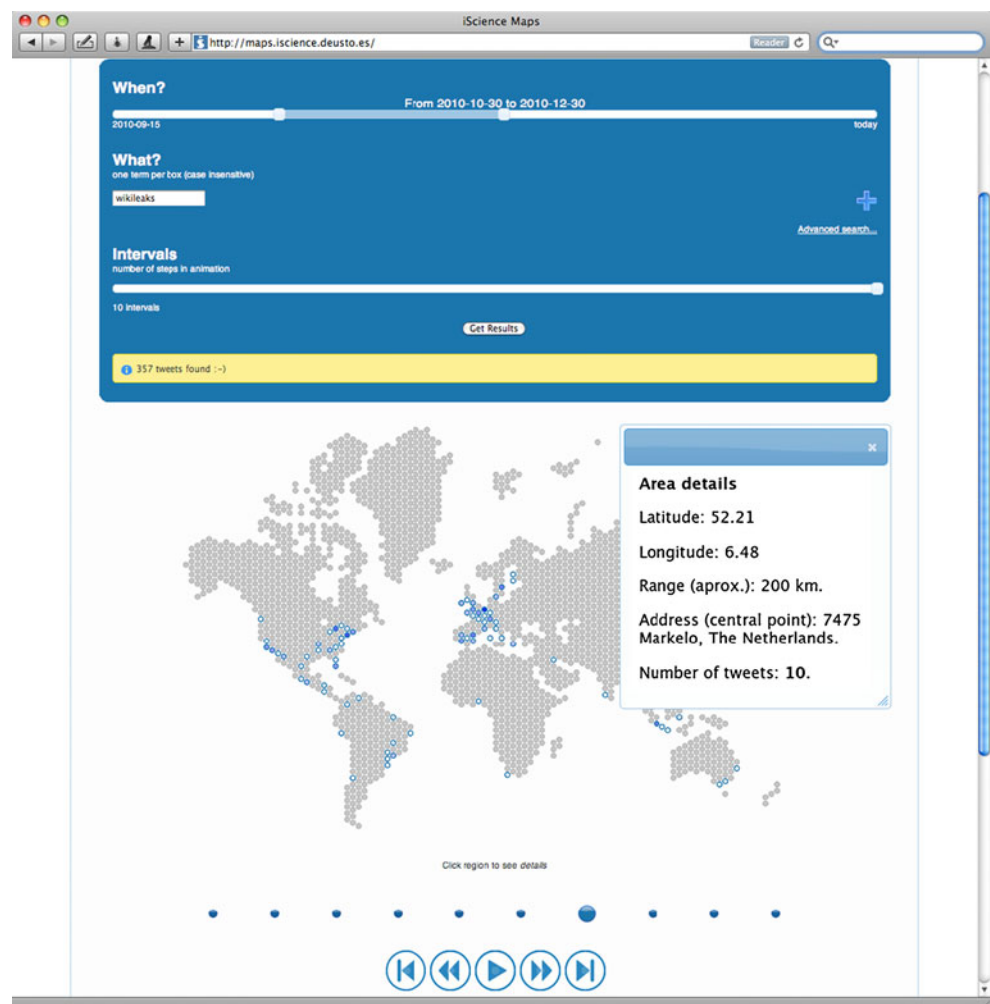 iScience Maps
http://maps.iscience.deusto.es/
Reader
When?
From 2010-10-30 to 2010-12-30
2010-09-15
today
What?
one term per box (case insensitive)
wikileaks
Advanced search...
Intervals
number of steps in animation
10 intervals
Get Results
357 tweets found :-)
Area details
Latitude: 52.21
Longitude: 6.48
Range (aprox.): 200 km.
Address (central point): 7475
Markelo, The Netherlands.
Number of tweets: 10.
Click region to see details